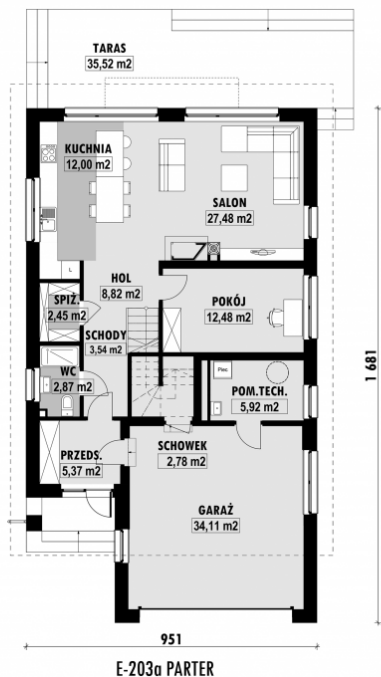 TARAS
35,52 m2
KUCHNIA
12,00 m2
SALON
27,48 m2
L
HOL
8,82 m2
SPIŻ.
2,45 m2
POKÓJ
12,48 m2
SCHODY
3,54 m2
WC
2,87 m2
Piec
POM.TECH.
5,92 m2
PRZEDS.
5,37 m2
SCHOWEK
2,78 m2
GARAŻ
34,11 m2
1 681
951
E-203a PARTER